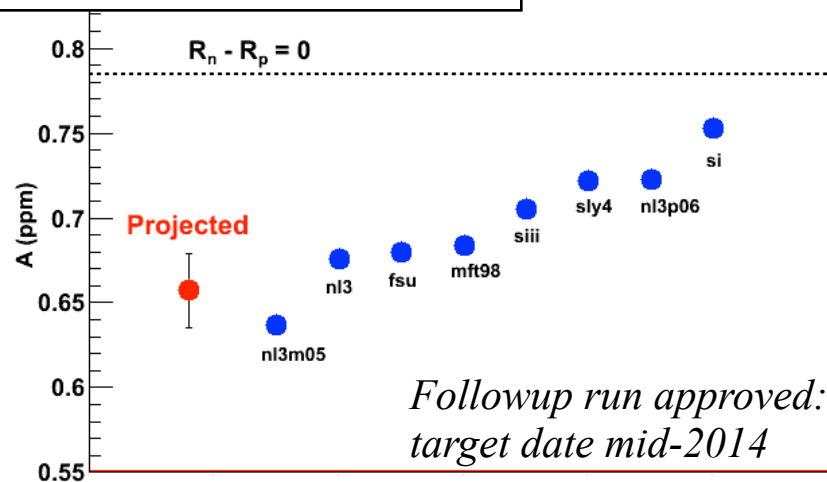 0.8
R_n - R_p = 0
0.75
si
0.7
sly4
nl3p06
siii
Projected
mft98
nl3
fsu
0.65
nl3m05
0.6
Followup run approved:
target date mid-2014
0.55
A (ppm)